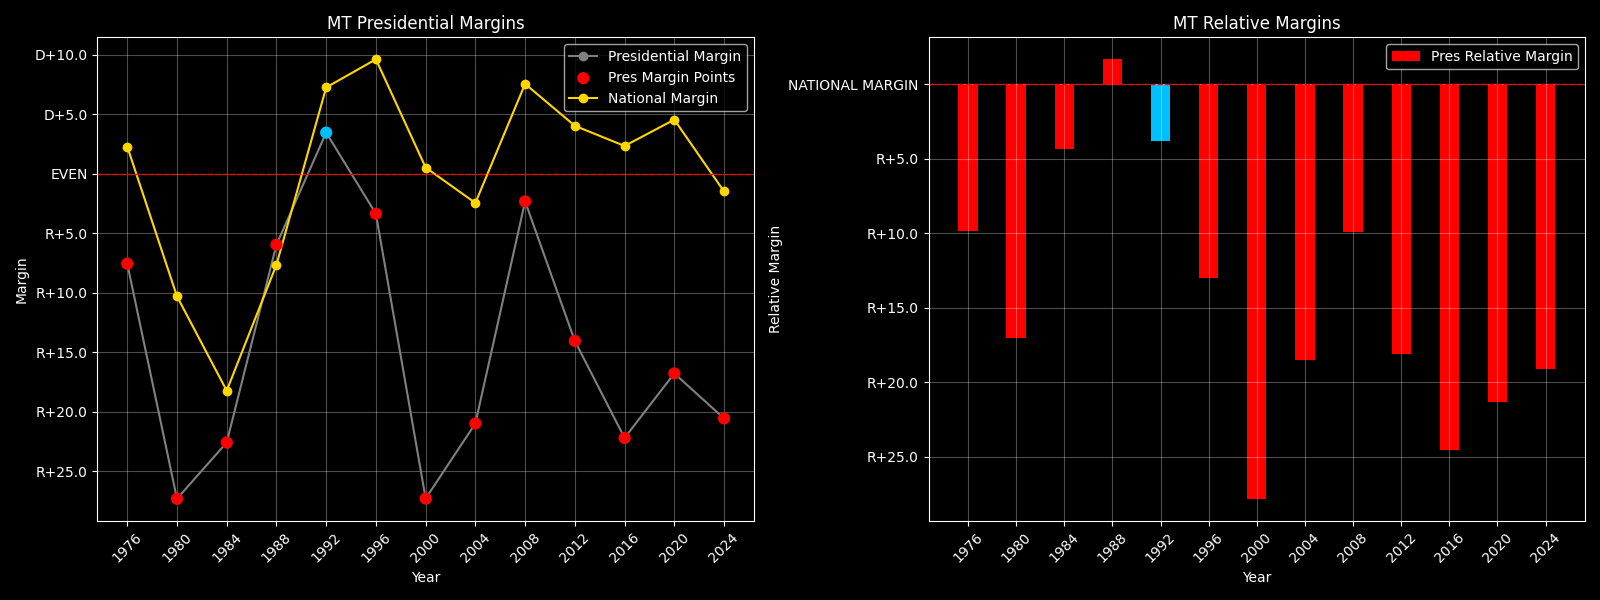 MT Presidential Margins
D+10.0
D+5.0
EVEN
R+5.0
R+10.0
R+15.0
R+20.0
R+25.0
Margin
Presidential Margin
Pres Margin Points
National Margin
1976
1980
1984
1988
1992
1996
2000
2004
2008
2012
2016
2020
2024
Year
MT Relative Margins
NATIONAL MARGIN
R+5.0
R+10.0
R+15.0
R+20.0
R+25.0
Relative Margin
Pres Relative Margin
1976
1980
1984
1988
1992
1996
2000
2004
2008
2012
2016
2020
2024
Year